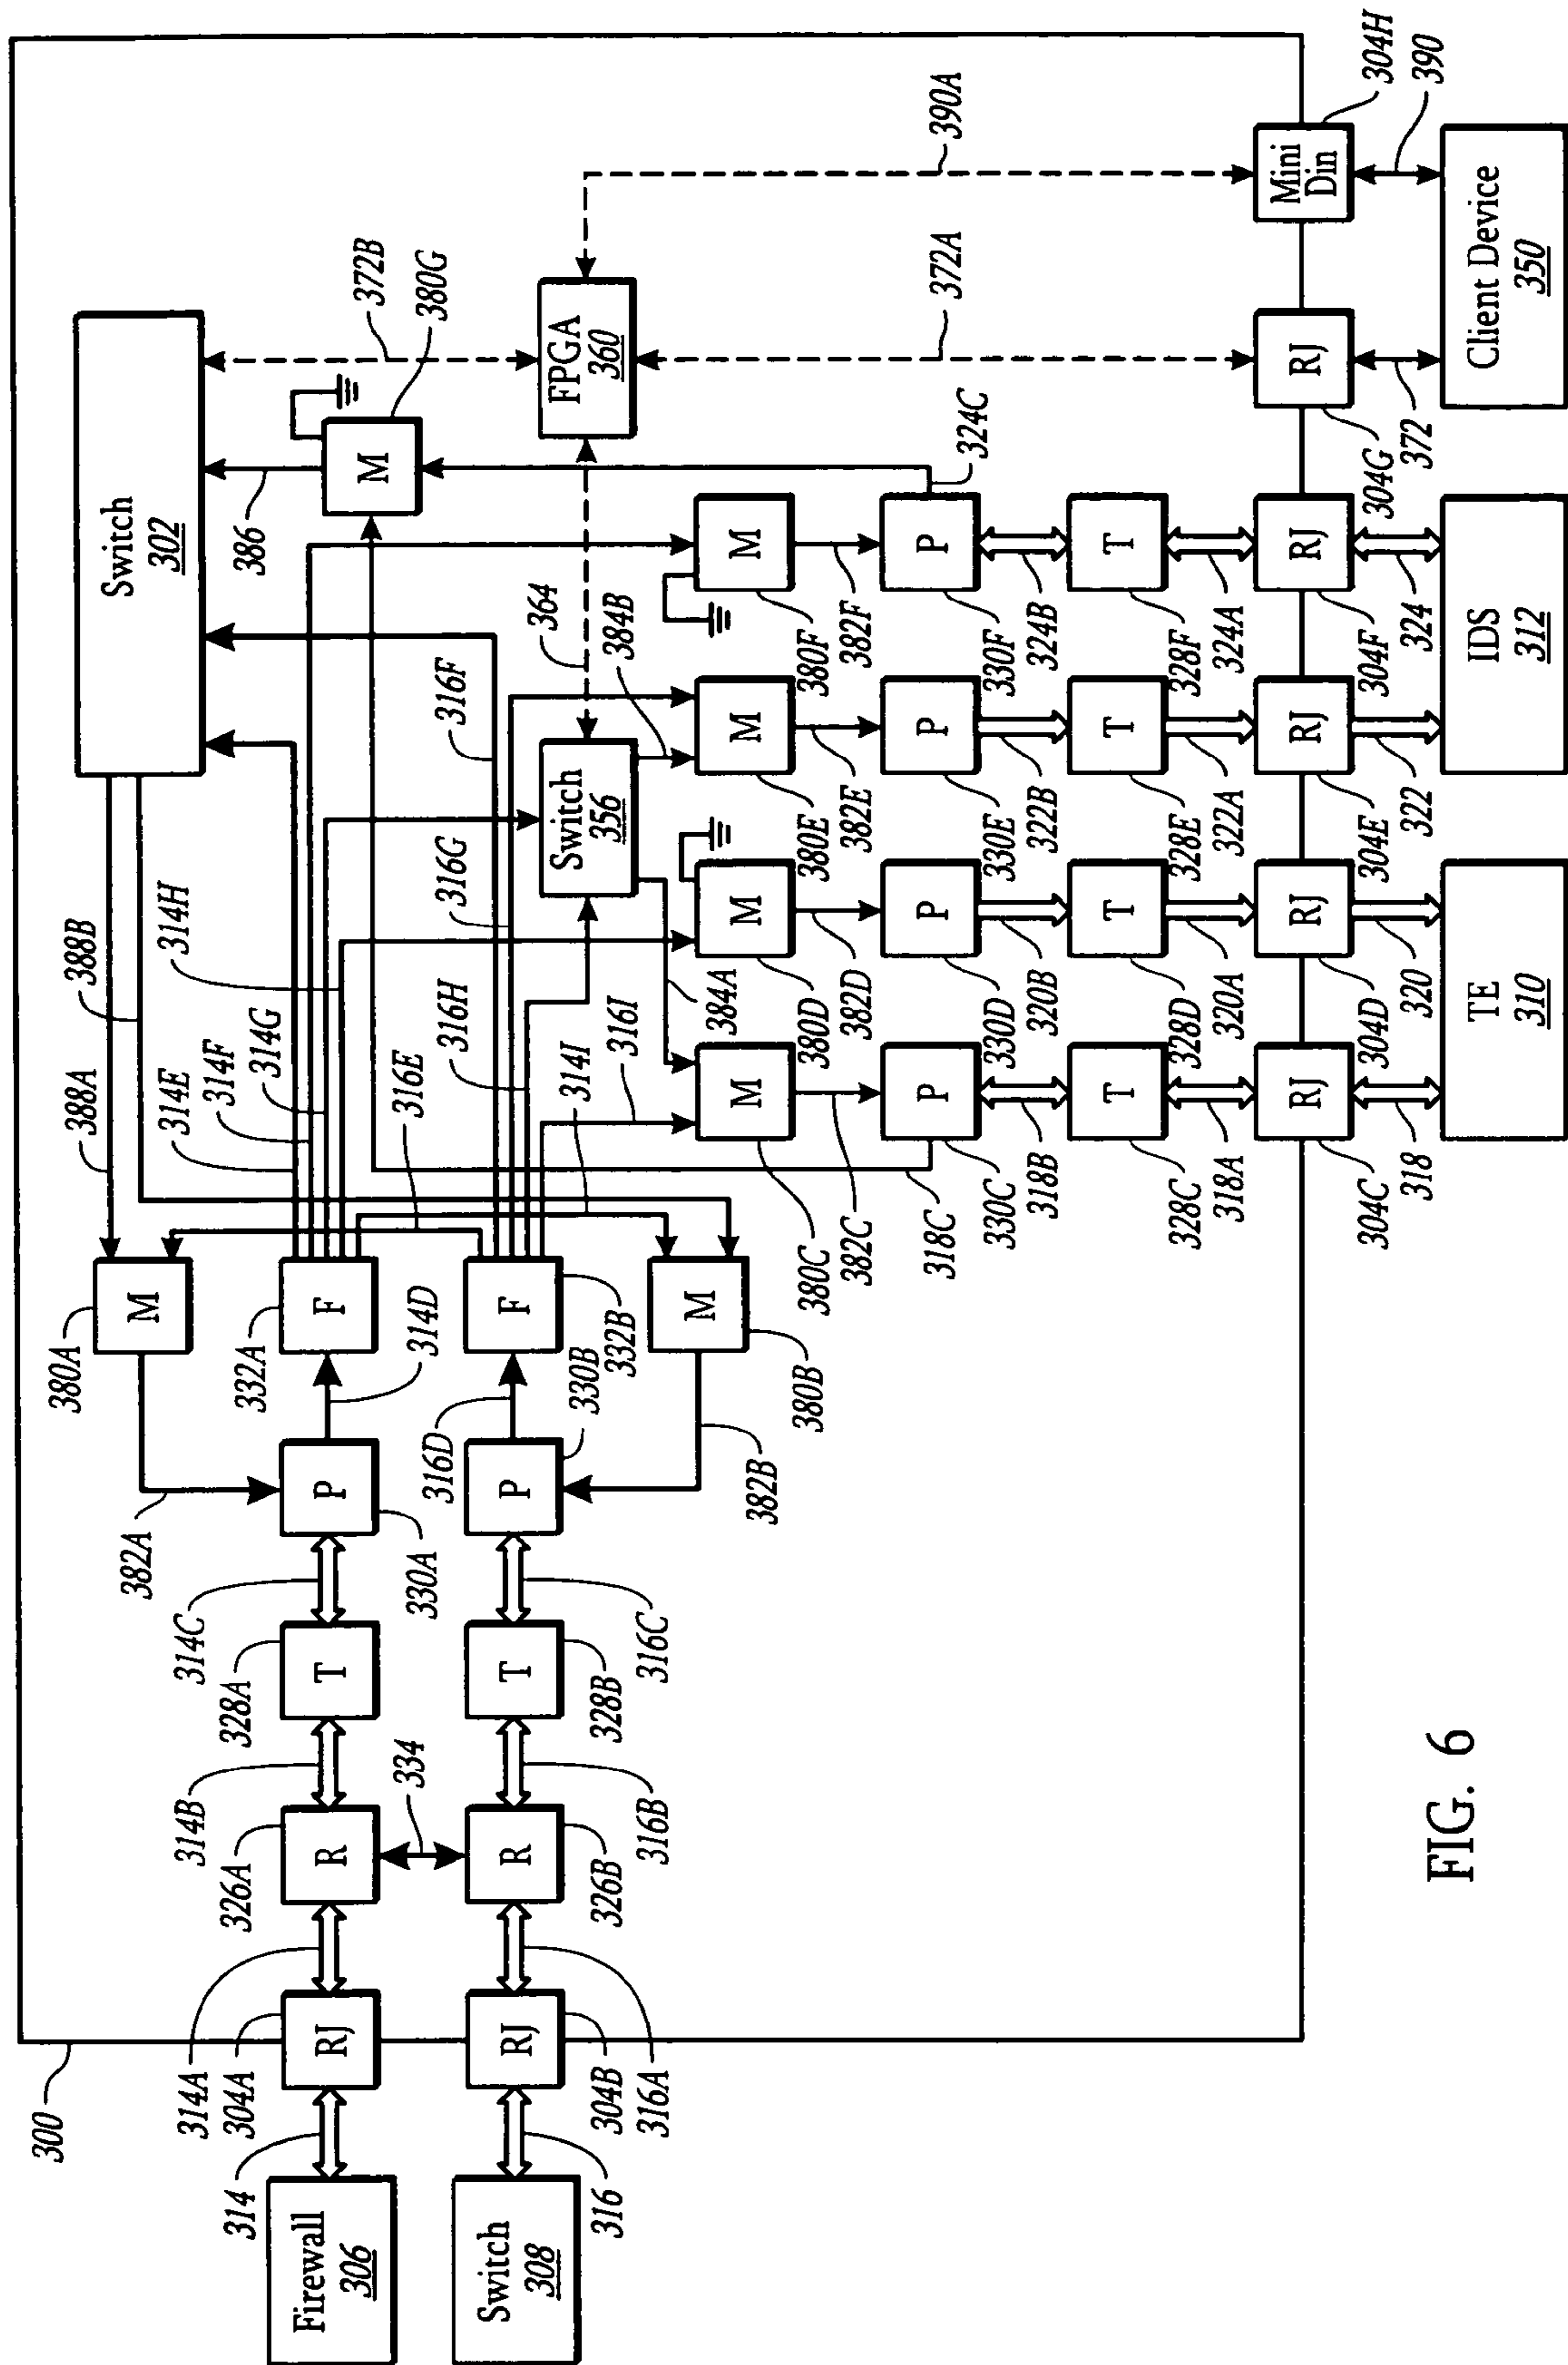 300
Firewall
306
314
314A
304A
RJ
326A
314B
R
328A
314C
T
382A
P
330A
380A
M
332A
314D
F
388A
388B
314E
314F
314G
314H
316E
314I
316H
316I
316G
316F
Switch
302
386
M
372B
380G
FPGA
360
364
Switch
356
384B
384A
372A
390A
Switch
308
316
RJ
304B
316A
334
R
326B
316B
T
328B
316C
316D
P
330B
F
332B
M
380B
382B
M
380C
382C
M
380D
382D
M
380E
382E
M
380F
382F
318C
P
330C
318B
P
330D
320B
P
330E
322B
P
330F
324B
324C
T
328C
318A
T
328D
320A
T
328E
322A
T
328F
324A
RJ
304C
318
RJ
304D
320
RJ
304E
322
RJ
304F
324
RJ
304G
372
Mini
Din
304H
390
TE
310
IDS
312
Client Device
350
FIG. 6